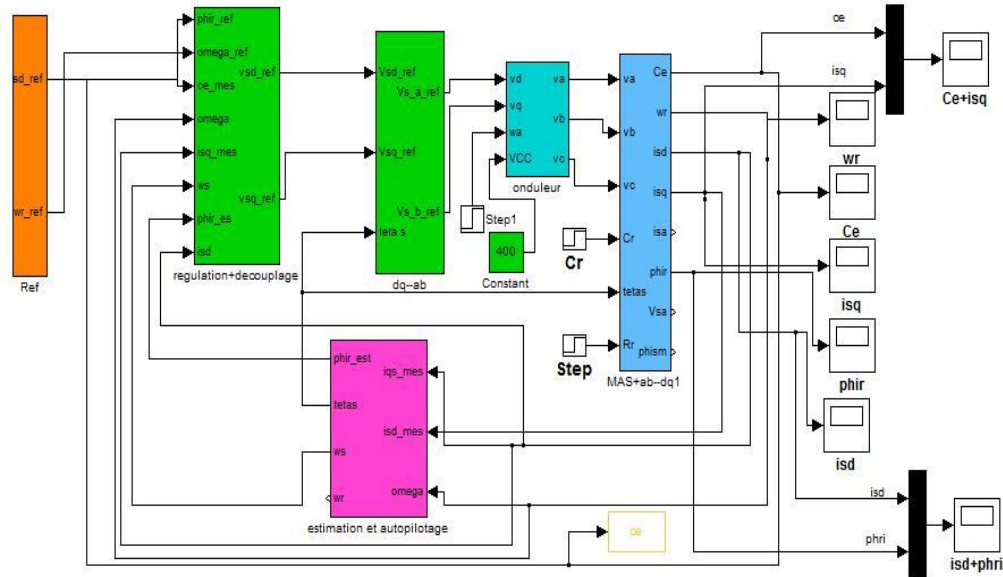 sd_ref
wr_ref
Ref
phir_ref
omega_ref
ce_mes
omega
isq_mes
ws
phir_es
isd
vsd_ref
vsq_ref
regulation+decouplage
Vsd_ref
Vs_a_ref
Vsq_ref
Vs_b_ref
teta s
dq--ab
vd
vq
wa
VCC
va
vb
vc
onduleur
Step1
400
Constant
Cr
Step
va
vb
vc
Cr
tetas
Rr
Ce
wr
isd
isq
isa
phir
Vsa
phism
MAS+ab--dq1
ce
isq
Ce+isq
wr
Ce
isq
phir
isd
isd
phri
isd+phri
phir_est
tetas
ws
wr
iqs_mes
isd_mes
omega
estimation et autopilotage
ce